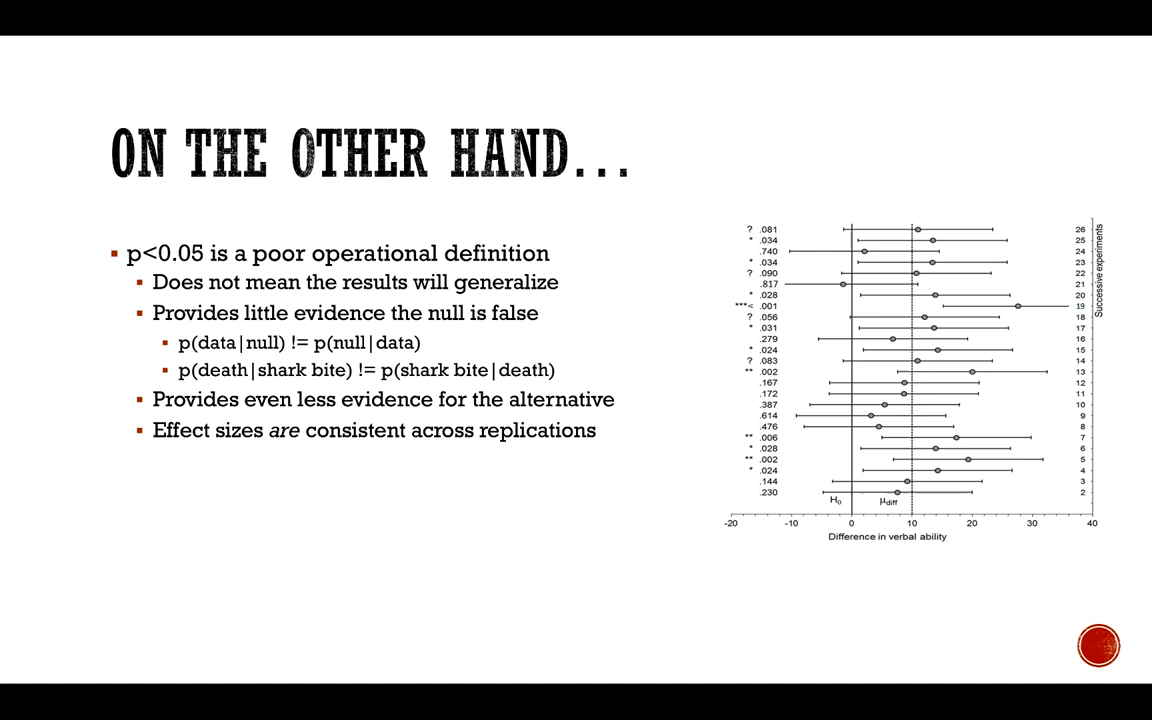 ON THE OTHER HAND...
▪ p<0.05 is a poor operational definition
▪ Does not mean the results will generalize
▪ Provides little evidence the null is false
▪ p(data|null) != p(null|data)
▪ p(death|shark bite) != p(shark bite|death)
▪ Provides even less evidence for the alternative
▪ Effect sizes are consistent across replications
? .081 26
* .034 25
.740 24
* .034 23
? .090 22
.817 21
* .028 20
***< .001 19
? .056 18
* .031 17
.279 16
* .024 15
? .083 14
** .002 13
.167 12
.172 11
.387 10
.614 9
.476 8
** .006 7
* .028 6
** .002 5
* .024 4
.144 3
.230 2
Successive experiments
H0 μdiff
-20 -10 0 10 20 30 40
Difference in verbal ability